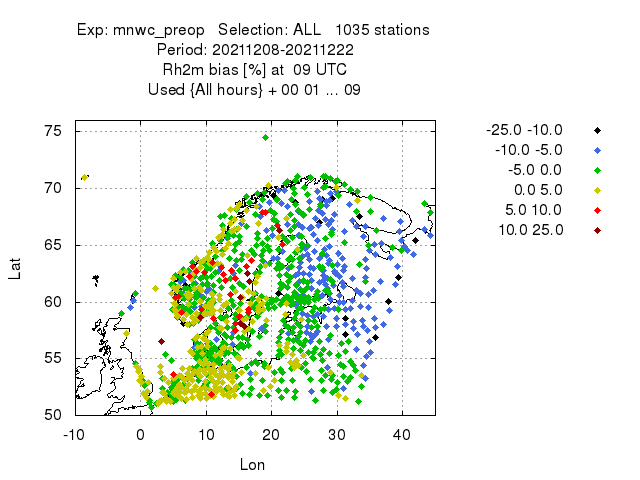 Exp: mnwc_preop   Selection: ALL   1035 stations
Period: 20211208-20211222
Rh2m bias [%] at  09 UTC
Used {All hours} + 00 01 ... 09
-25.0 -10.0
-10.0 -5.0
-5.0 0.0
0.0 5.0
5.0 10.0
10.0 25.0
75
70
65
60
55
50
Lat
-10 0 10 20 30 40
Lon